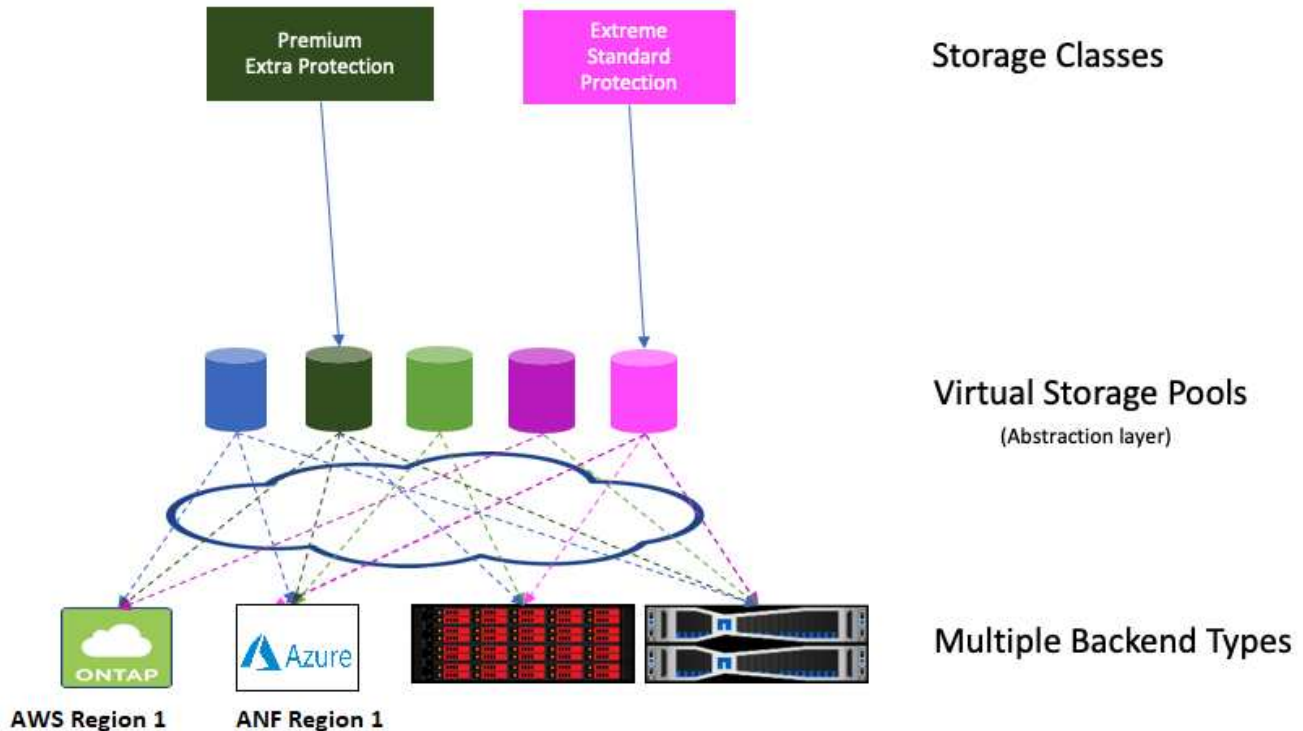 Premium
Extra Protection
Extreme
Standard
Protection
Storage Classes
Virtual Storage Pools
(Abstraction layer)
ONTAP
Azure
Multiple Backend Types
AWS Region 1
ANF Region 1